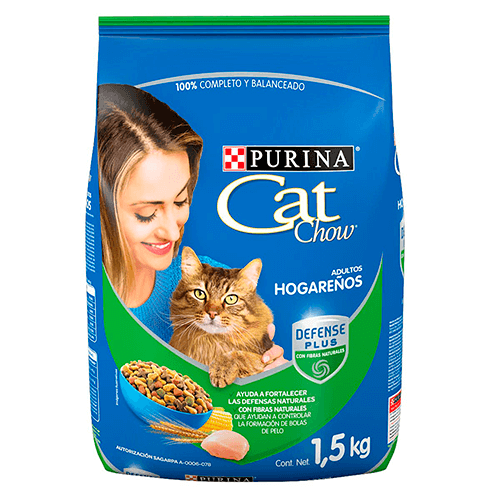 100% COMPLETO Y BALANCEADO
PURINA
Cat
Chow®
ADULTOS
HOGAREÑOS
DEFENSE
PLUS
CON FIBRAS NATURALES
AYUDA A FORTALECER
LAS DEFENSAS NATURALES
CON FIBRAS NATURALES
QUE AYUDAN A CONTROLAR
LA FORMACIÓN DE BOLAS
DE PELO
Cont. Net. 1,5 kg
AUTORIZACIÓN SAGARPA A-0006-078